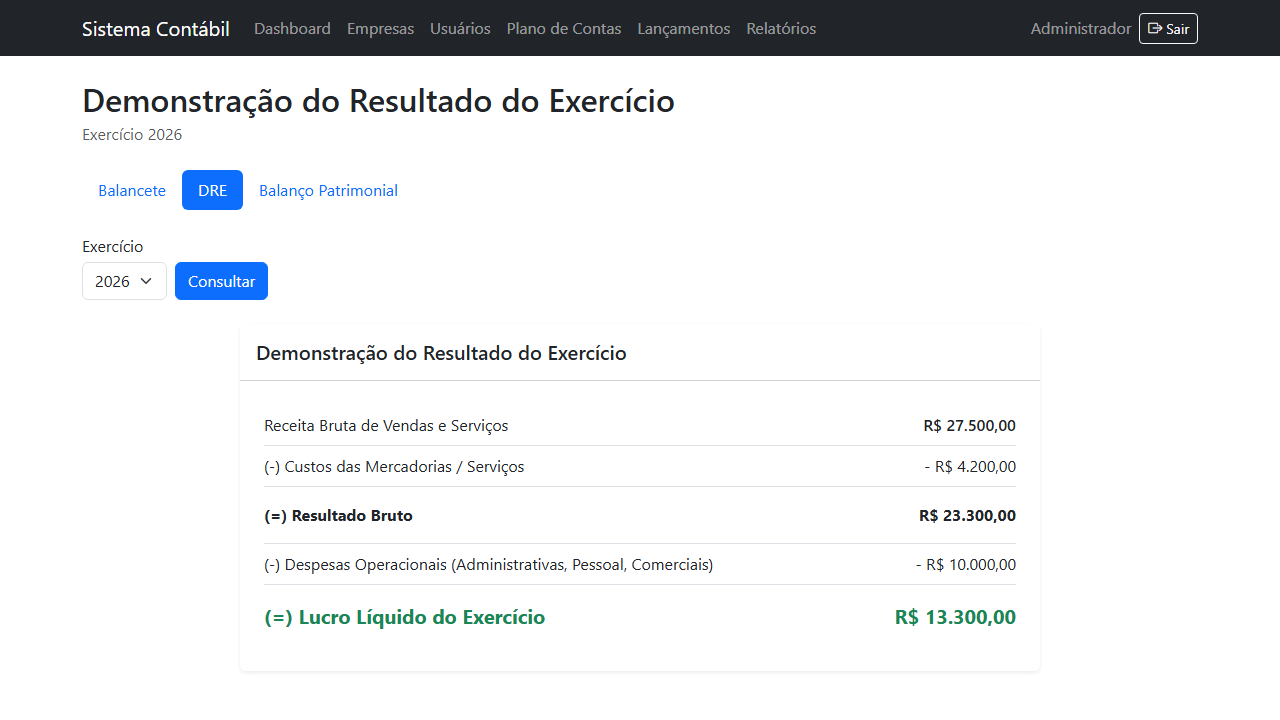 Sistema Contábil Dashboard Empresas Usuários Plano de Contas Lançamentos Relatórios Administrador Sair
Demonstração do Resultado do Exercício
Exercício 2026
Balancete DRE Balanço Patrimonial
Exercício
2026 Consultar
Demonstração do Resultado do Exercício
Receita Bruta de Vendas e Serviços R$ 27.500,00
(-) Custos das Mercadorias / Serviços - R$ 4.200,00
(=) Resultado Bruto R$ 23.300,00
(-) Despesas Operacionais (Administrativas, Pessoal, Comerciais) - R$ 10.000,00
(=) Lucro Líquido do Exercício R$ 13.300,00